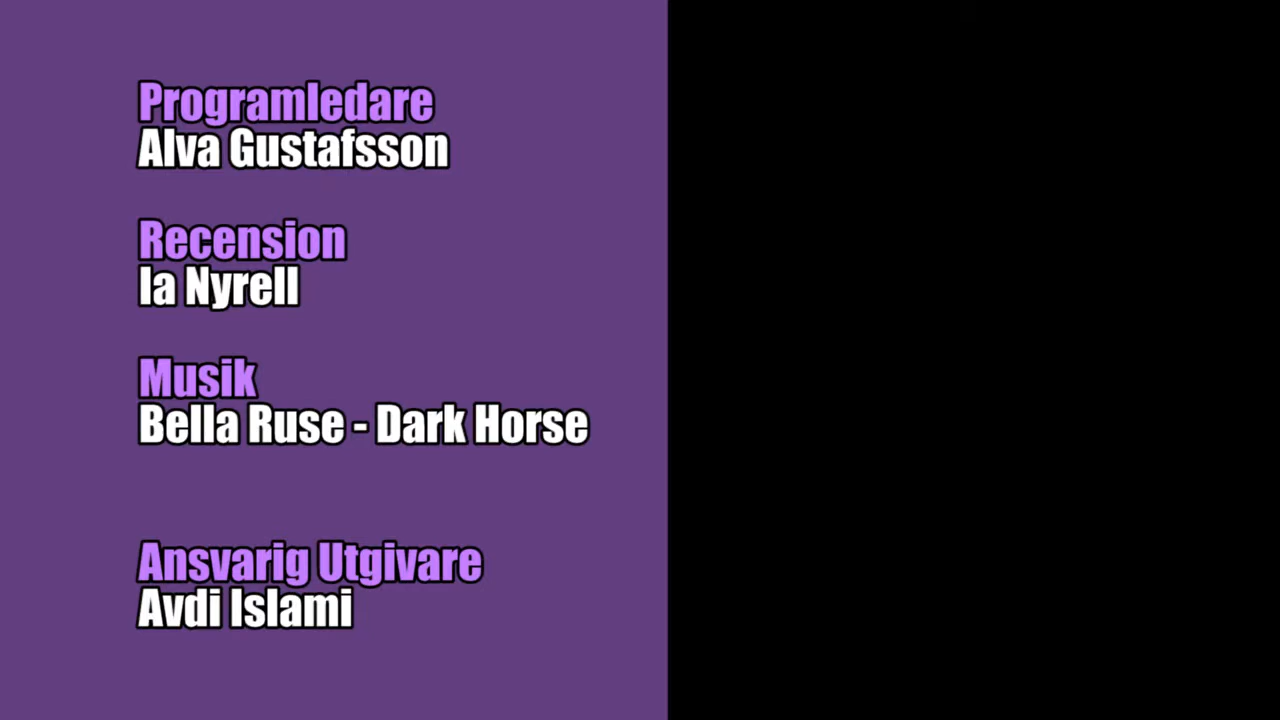 Programledare
Alva Gustafsson
Recension
Ia Nyrell
Musik
Bella Ruse - Dark Horse
Ansvarig Utgivare
Avdi Islami